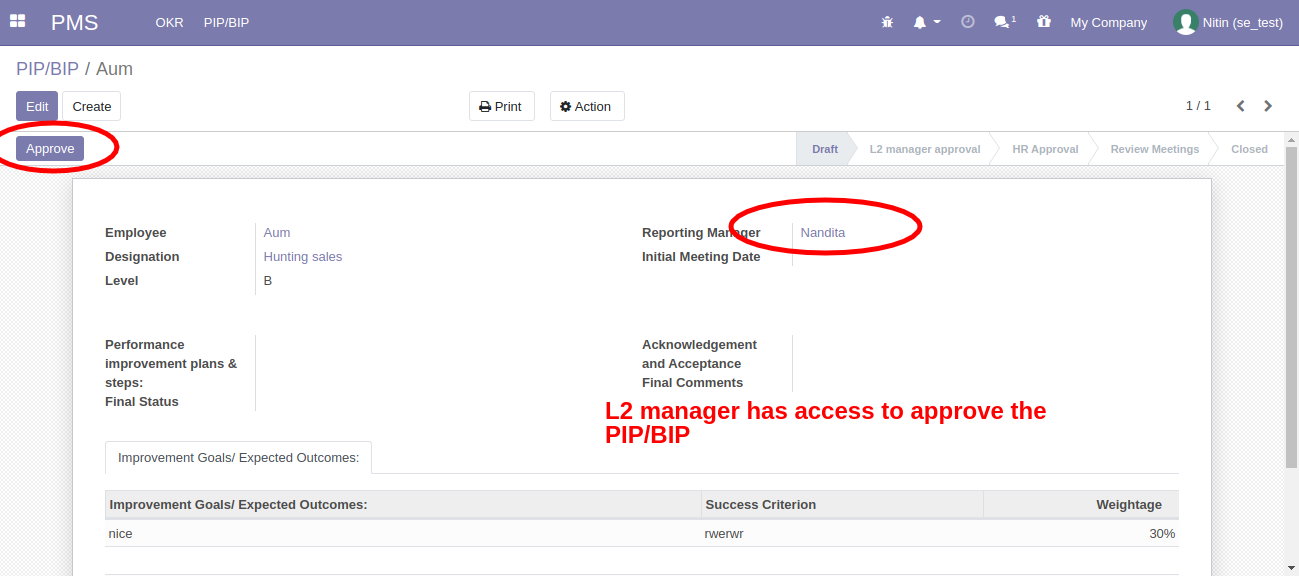 PMS OKR PIP/BIP 1 My Company Nitin (se_test)
PIP/BIP / Aum
Edit Create Print Action 1 / 1
Approve Draft L2 manager approval HR Approval Review Meetings Closed
Employee Aum Reporting Manager Nandita
Designation Hunting sales Initial Meeting Date
Level B
Performance Acknowledgement
improvement plans & and Acceptance
steps: Final Comments
Final Status
L2 manager has access to approve the
PIP/BIP
Improvement Goals/ Expected Outcomes:
Improvement Goals/ Expected Outcomes: Success Criterion Weightage
nice rwerwr 30%